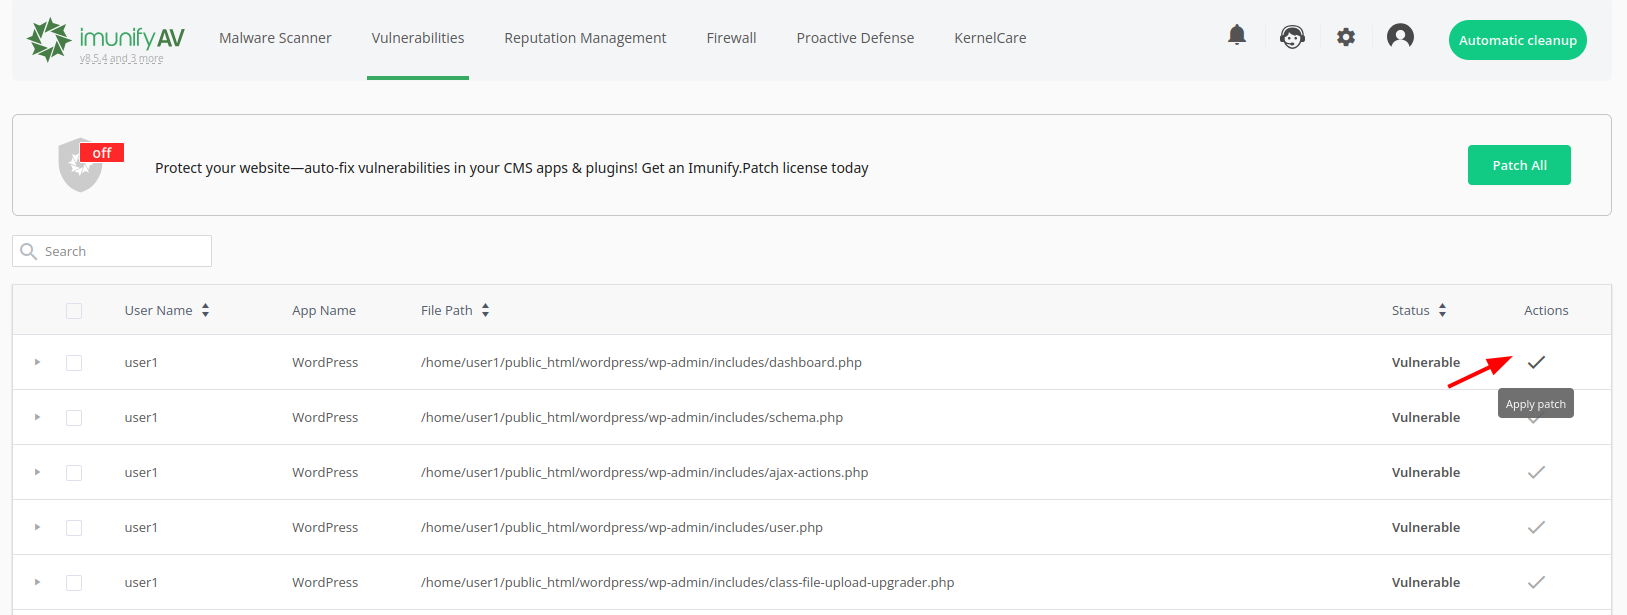 imunify AV
v8.5.4 and 3 more
Malware Scanner
Vulnerabilities
Reputation Management
Firewall
Proactive Defense
KernelCare
Automatic cleanup
off
Protect your website—auto-fix vulnerabilities in your CMS apps & plugins! Get an Imunify.Patch license today
Patch All
Search
User Name App Name File Path Status Actions
user1 WordPress /home/user1/public_html/wordpress/wp-admin/includes/dashboard.php Vulnerable
Apply patch
user1 WordPress /home/user1/public_html/wordpress/wp-admin/includes/schema.php Vulnerable
user1 WordPress /home/user1/public_html/wordpress/wp-admin/includes/ajax-actions.php Vulnerable
user1 WordPress /home/user1/public_html/wordpress/wp-admin/includes/user.php Vulnerable
user1 WordPress /home/user1/public_html/wordpress/wp-admin/includes/class-file-upload-upgrader.php Vulnerable